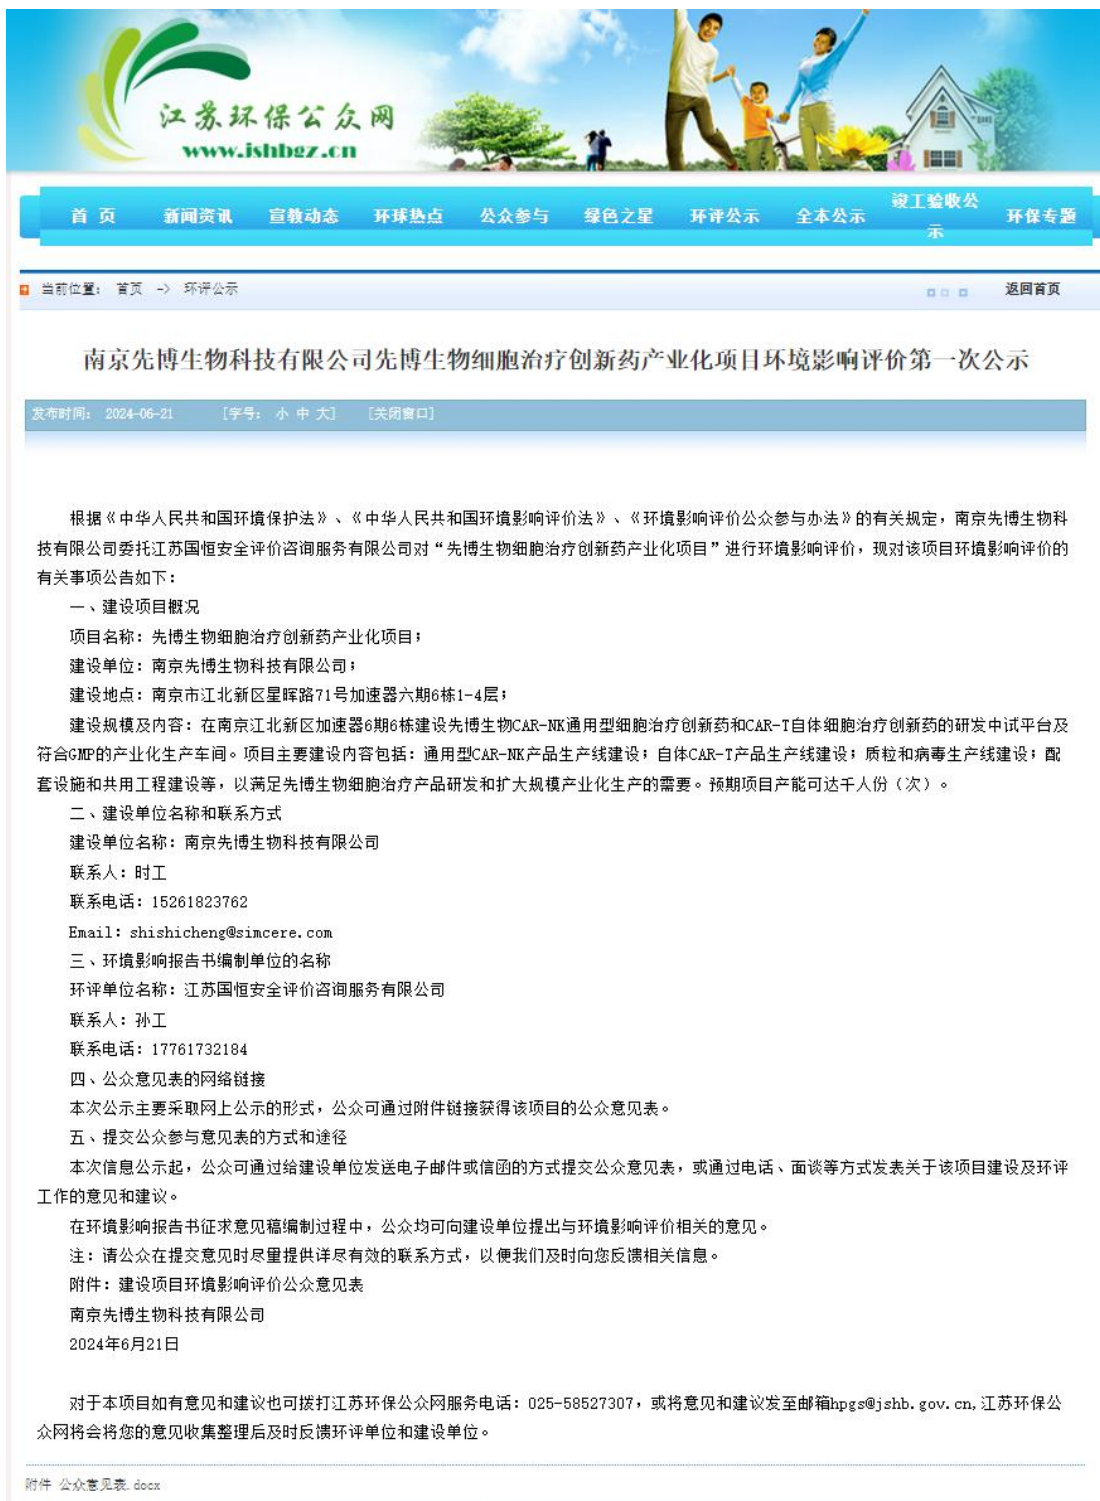 江苏环保公众网
www.jshbgz.cn
首 页 新闻资讯 宣教动态 环球热点 公众参与 绿色之星 环评公示 全本公示 竣工验收公示 环保专题
当前位置： 首页 -> 环评公示 返回首页
南京先博生物科技有限公司先博生物细胞治疗创新药产业化项目环境影响评价第一次公示
发布时间： 2024-06-21 [字号： 小 中 大] [关闭窗口]
根据《中华人民共和国环境保护法》、《中华人民共和国环境影响评价法》、《环境影响评价公众参与办法》的有关规定，南京先博生物科
技有限公司委托江苏国恒安全评价咨询服务有限公司对“先博生物细胞治疗创新药产业化项目”进行环境影响评价，现对该项目环境影响评价的
有关事项公告如下：
一、建设项目概况
项目名称：先博生物细胞治疗创新药产业化项目；
建设单位：南京先博生物科技有限公司；
建设地点：南京市江北新区星晖路71号加速器六期6栋1-4层；
建设规模及内容：在南京江北新区加速器6期6栋建设先博生物CAR-NK通用型细胞治疗创新药和CAR-T自体细胞治疗创新药的研发中试平台及
符合GMP的产业化生产车间。项目主要建设内容包括：通用型CAR-NK产品生产线建设；自体CAR-T产品生产线建设；质粒和病毒生产线建设；配
套设施和共用工程建设等，以满足先博生物细胞治疗产品研发和扩大规模产业化生产的需要。预期项目产能可达千人份（次）。
二、建设单位名称和联系方式
建设单位名称：南京先博生物科技有限公司
联系人：时工
联系电话：15261823762
Email：shishicheng@simcere.com
三、环境影响报告书编制单位的名称
环评单位名称：江苏国恒安全评价咨询服务有限公司
联系人：孙工
联系电话：17761732184
四、公众意见表的网络链接
本次公示主要采取网上公示的形式，公众可通过附件链接获得该项目的公众意见表。
五、提交公众参与意见表的方式和途径
本次信息公示起，公众可通过给建设单位发送电子邮件或信函的方式提交公众意见表，或通过电话、面谈等方式发表关于该项目建设及环评
工作的意见和建议。
在环境影响报告书征求意见稿编制过程中，公众均可向建设单位提出与环境影响评价相关的意见。
注：请公众在提交意见时尽量提供详尽有效的联系方式，以便我们及时向您反馈相关信息。
附件：建设项目环境影响评价公众意见表
南京先博生物科技有限公司
2024年6月21日
对于本项目如有意见和建议也可拨打江苏环保公众网服务电话：025-58527307，或将意见和建议发至邮箱hpgs@jshb.gov.cn,江苏环保公
众网将会将您的意见收集整理后及时反馈环评单位和建设单位。
附件 公众意见表.docx